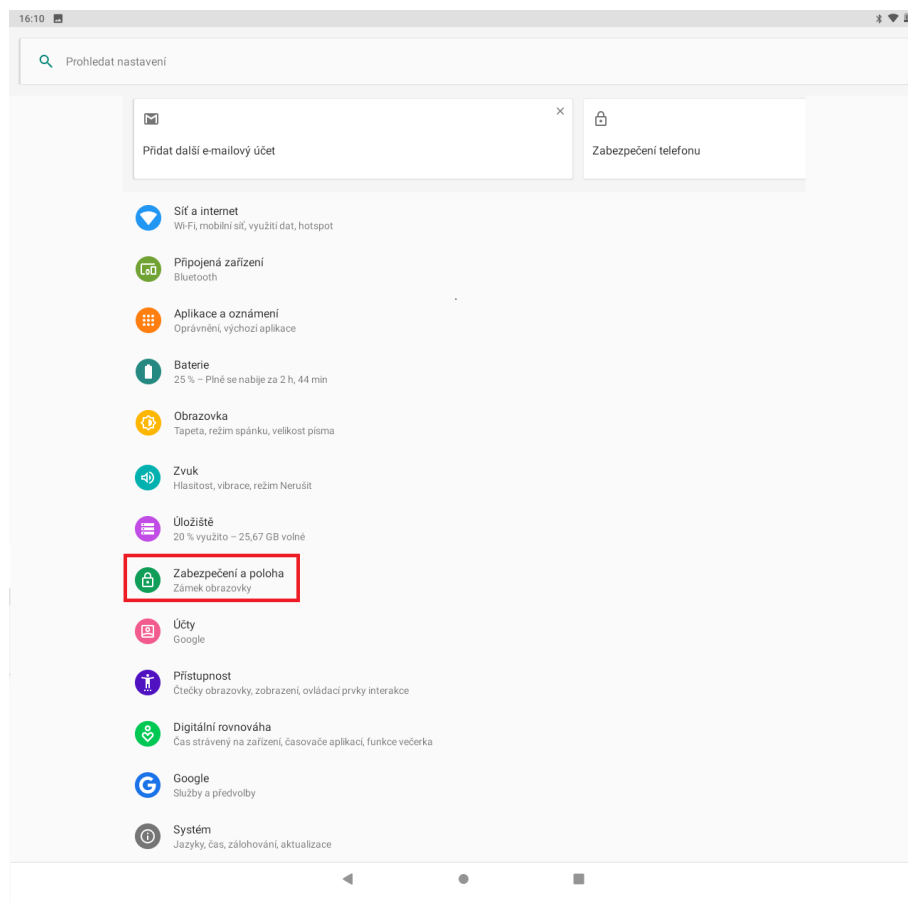 16:10
Prohledat nastavení
Přidat další e-mailový účet
Zabezpečení telefonu
Síť a internet
Wi-Fi, mobilní síť, využití dat, hotspot
Připojená zařízení
Bluetooth
Aplikace a oznámení
Oprávnění, výchozí aplikace
Baterie
25 % – Plně se nabije za 2 h, 44 min
Obrazovka
Tapeta, režim spánku, velikost písma
Zvuk
Hlasitost, vibrace, režim Nerušit
Úložiště
20 % využito – 25,67 GB volné
Zabezpečení a poloha
Zámek obrazovky
Účty
Google
Přístupnost
Čtečky obrazovky, zobrazení, ovládací prvky interakce
Digitální rovnováha
Čas strávený na zařízení, časovače aplikací, funkce večerka
Google
Služby a předvolby
Systém
Jazyky, čas, zálohování, aktualizace